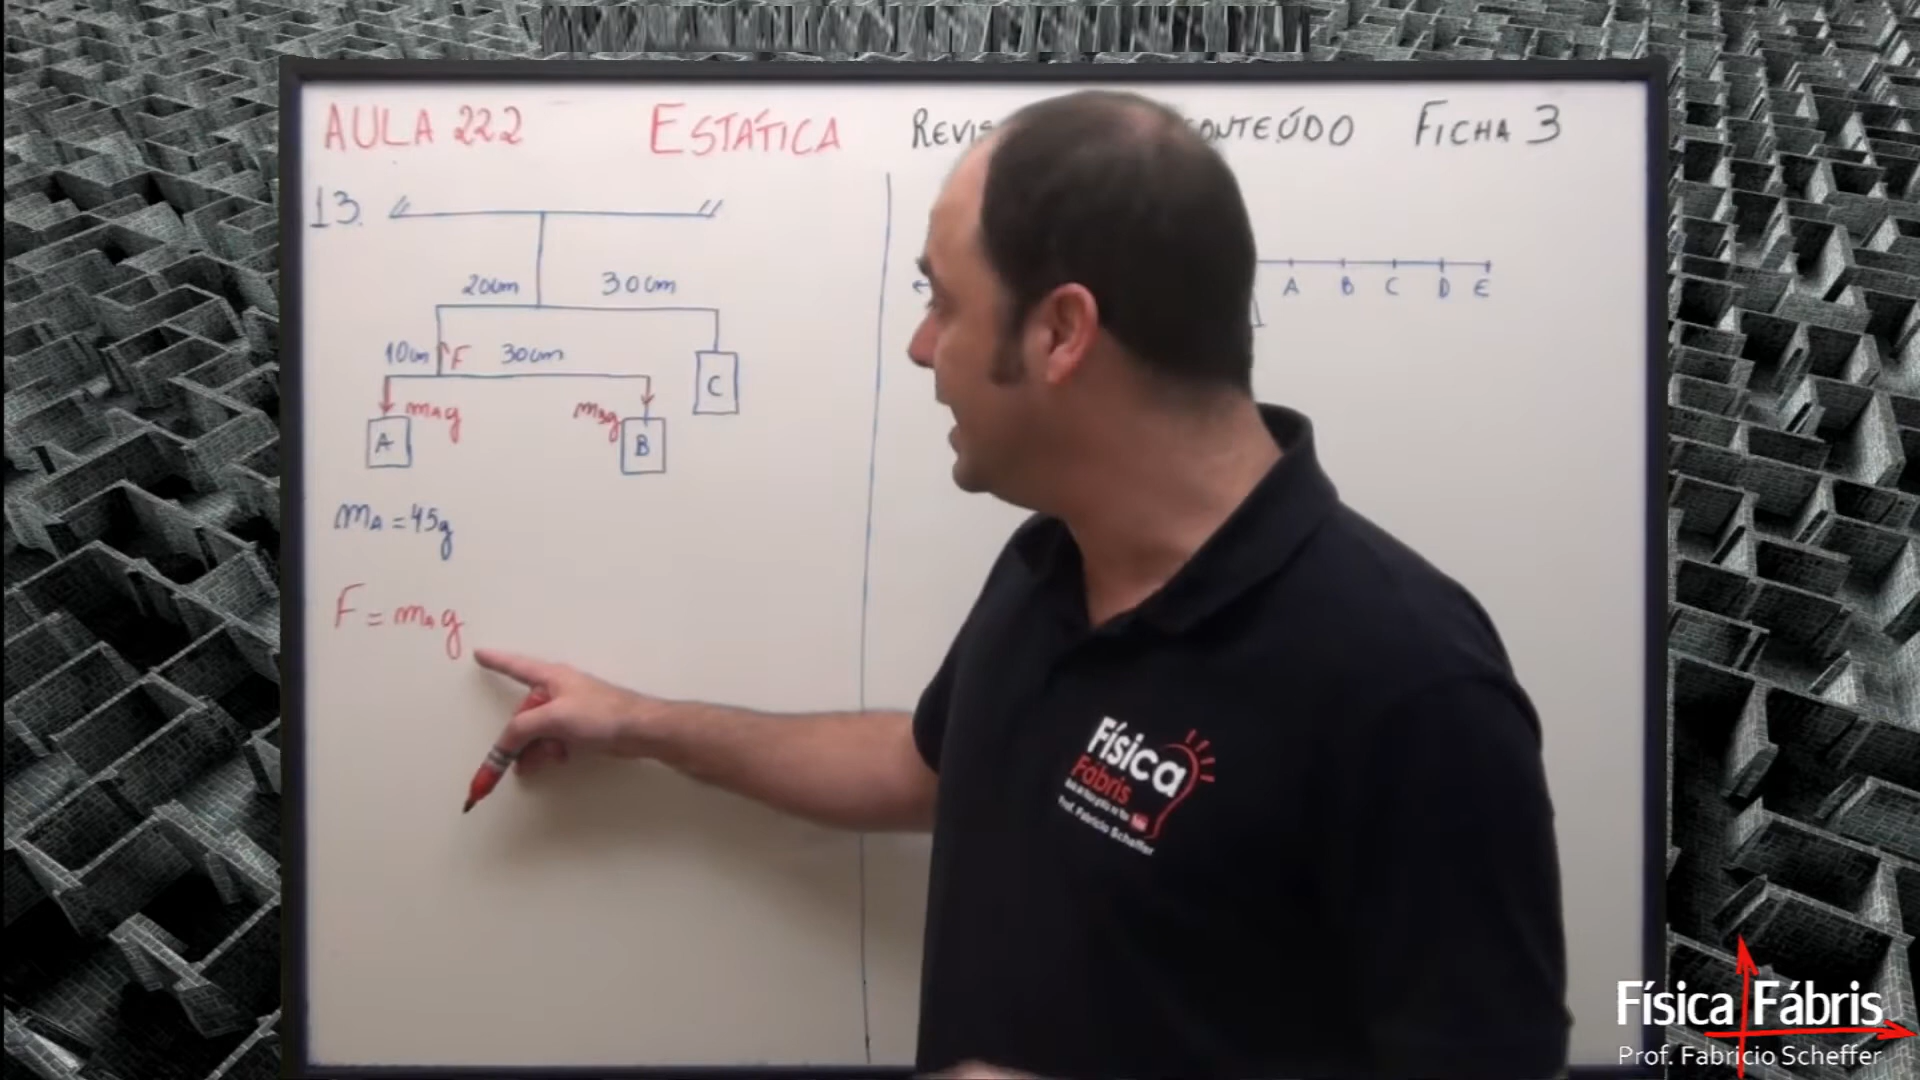 AULA 222 ESTÁTICA FICHA 3
13.
20cm 30cm
10cm F 30cm
A B C D E
C
mAg mBg
A B
mA = 45g
F = mAg
Física
Fábris
Prof. Fabricio Scheffer
Física Fábris
Prof. Fabricio Scheffer